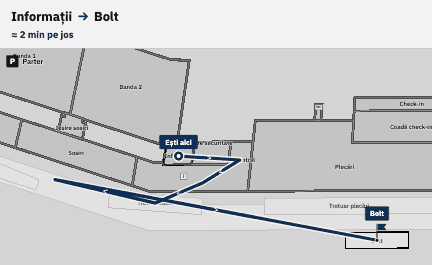 Informații → Bolt
≈ 2 min pe jos
Banda 1
P Parter
Banda 2
Check-in
Ieșire sosiri
Ești aici
Coadă check-in
Sosiri
Plecări
Trotuar plecări
Bolt